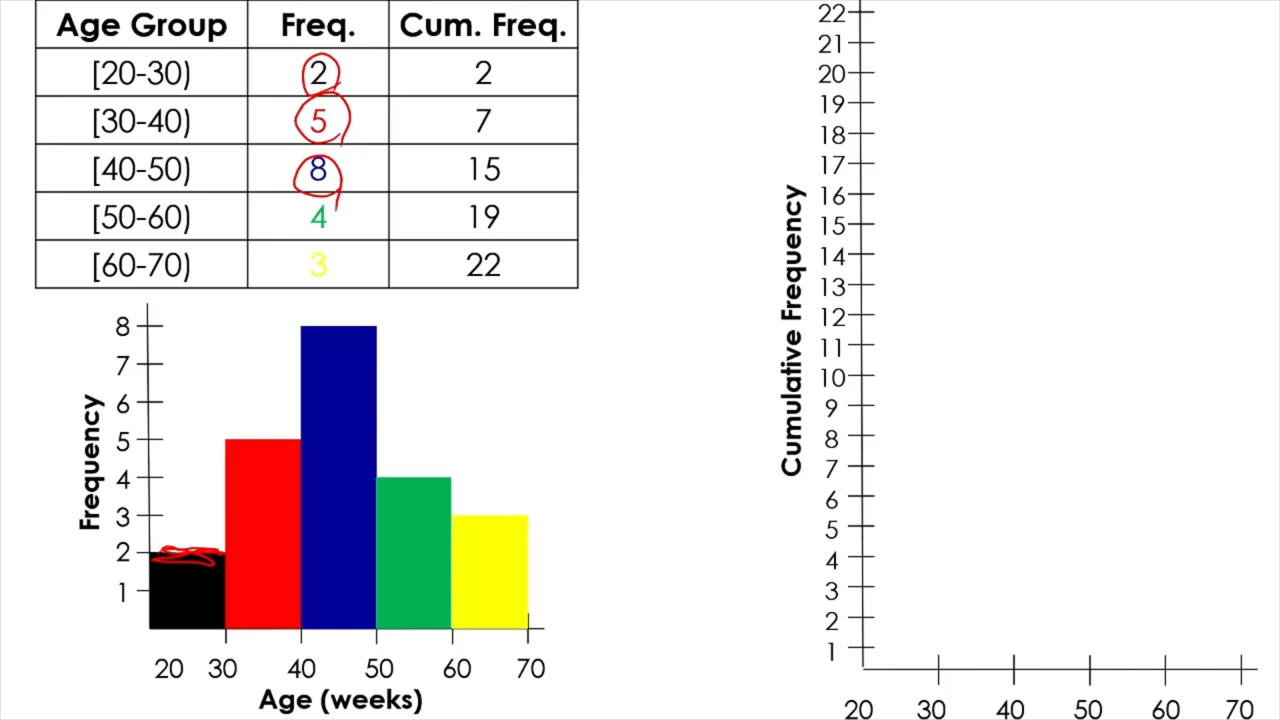 Age Group Freq. Cum. Freq.
[20-30) 2 2
[30-40) 5 7
[40-50) 8 15
[50-60) 4 19
[60-70) 3 22
8
7
6
5
4
3
2
1
Frequency
20 30 40 50 60 70
Age (weeks)
22
21
20
19
18
17
16
15
14
13
12
11
10
9
8
7
6
5
4
3
2
1
Cumulative Frequency
20 30 40 50 60 70